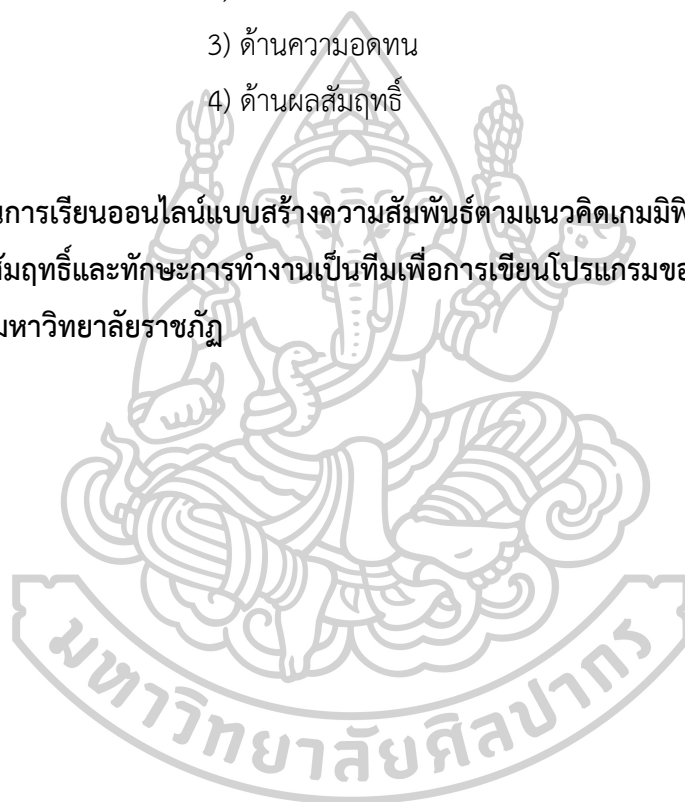 3) ด้านความอดทน
4) ด้านผลสัมฤทธิ์
การเรียนออนไลน์แบบสร้างความสัมพันธ์ตามแนวคิดเกมมิฟิ
สัมฤทธิ์และทักษะการทำงานเป็นทีมเพื่อการเขียนโปรแกรมขอ
มหาวิทยาลัยราชภัฏ
มหาวิทยาลัยศิลปากร